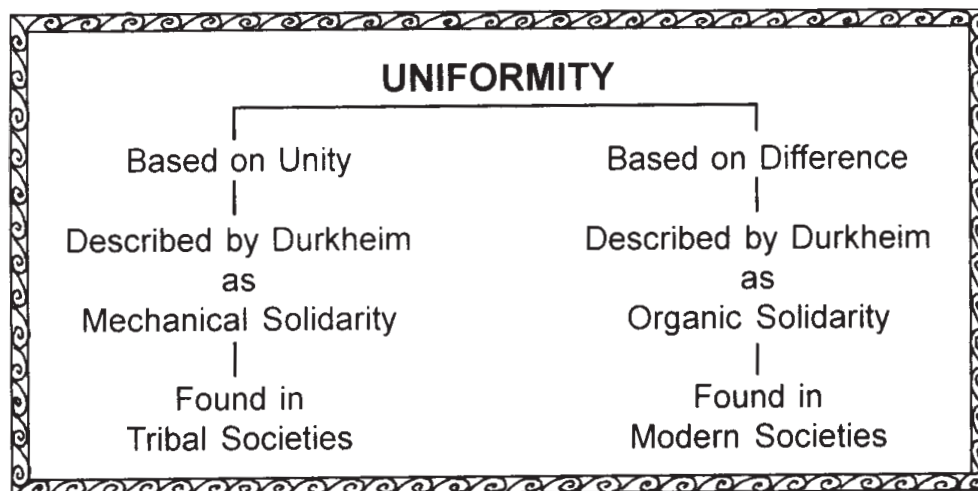 UNIFORMITY
Based on Unity
Described by Durkheim
as
Mechanical Solidarity
Found in
Tribal Societies
Based on Difference
Described by Durkheim
as
Organic Solidarity
Found in
Modern Societies